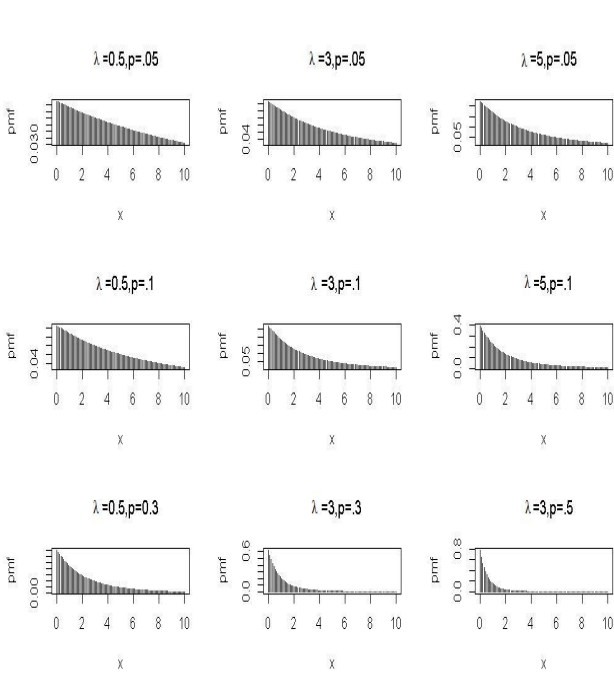 λ =0.5,p=.05 λ =3,p=.05 λ =5,p=.05
pmf 0.030 pmf 0.04 pmf 0.05
0 2 4 6 8 10 0 2 4 6 8 10 0 2 4 6 8 10
x x x
λ =0.5,p=.1 λ =3,p=.1 λ =5,p=.1
pmf 0.04 pmf 0.05 pmf 0.0 0.4
0 2 4 6 8 10 0 2 4 6 8 10 0 2 4 6 8 10
x x x
λ =0.5,p=0.3 λ =3,p=.3 λ =3,p=.5
pmf 0.00 pmf 0.0 0.6 pmf 0.0 0.8
0 2 4 6 8 10 0 2 4 6 8 10 0 2 4 6 8 10
x x x